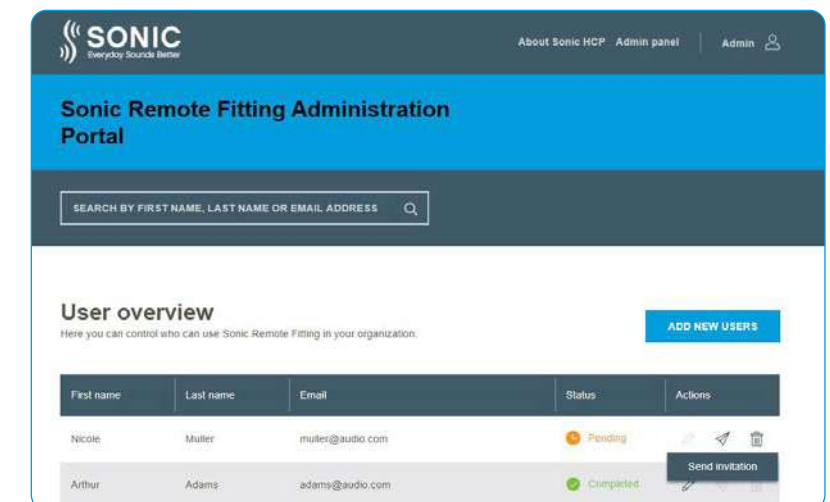 SONIC
Everyday Sounds Better
About Sonic HCP Admin panel Admin
Sonic Remote Fitting Administration
Portal
SEARCH BY FIRST NAME, LAST NAME OR EMAIL ADDRESS
User overview
Here you can control who can use Sonic Remote Fitting in your organization.
ADD NEW USERS
First name Last name Email Status Actions
Nicole Muller muller@audio.com Pending
Send invitation
Arthur Adams adams@audio.com Completed